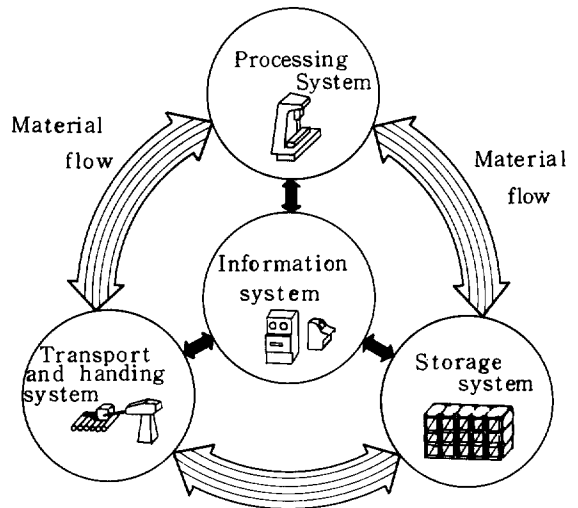 Processing
System
Material
flow
Material
flow
Information
system
Transport
and handing
system
Storage
system